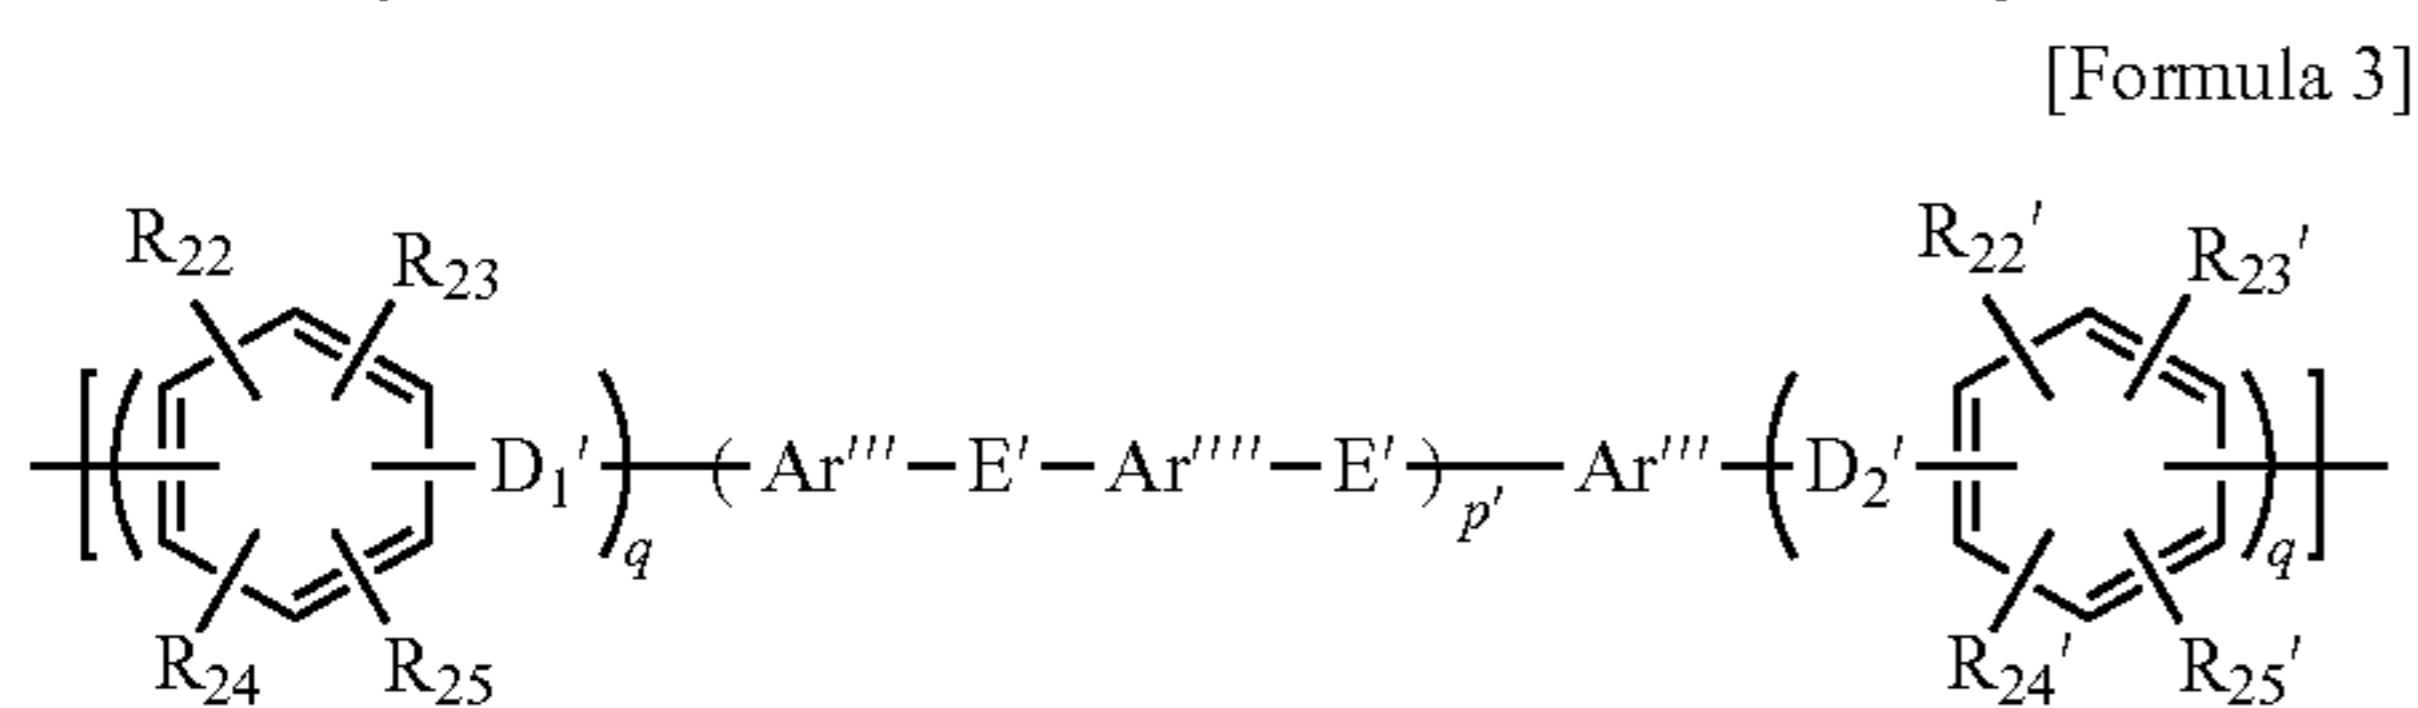 [Formula 3]
R22 R23 R22′ R23′
[( D1′ )q —( Ar′′′ — E′ — Ar′′′′ — E′ )p′ — Ar′′′ —( D2′ )q ]
R24 R25 R24′ R25′